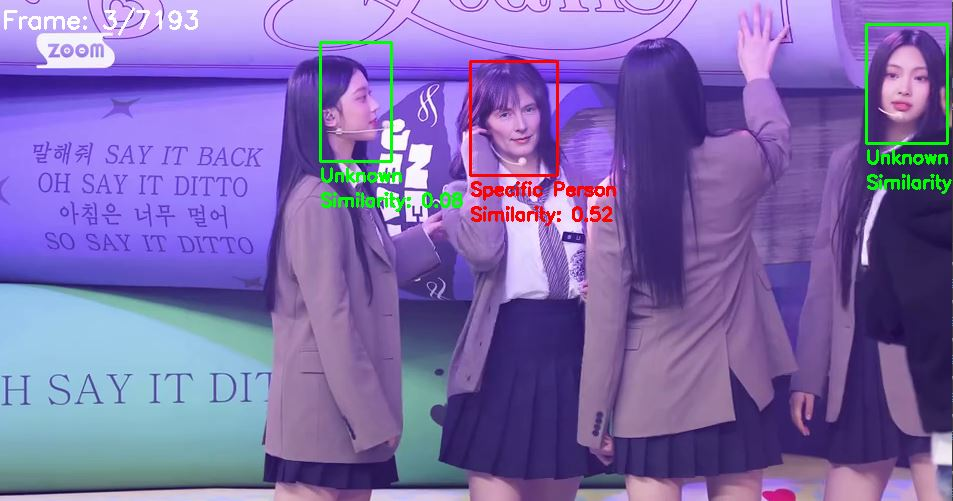 Frame: 3/7193
zoom
Jeans
말해줘 SAY IT BACK
OH SAY IT DITTO
아침은 너무 멀어
SO SAY IT DITTO
Unknown
Similarity: 0.08
Specific Person
Similarity: 0.52
Unknown
Similarity
H SAY IT DIT